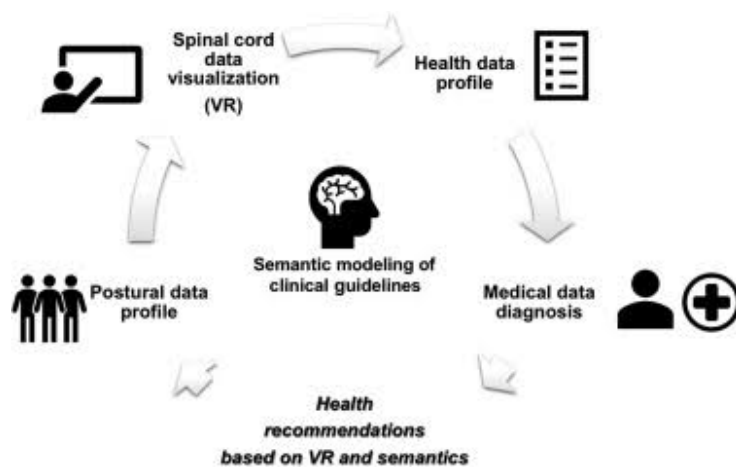 Spinal cord
data
visualization
(VR)
Health data
profile
Semantic modeling of
clinical guidelines
Postural data
profile
Medical data
diagnosis
Health
recommendations
based on VR and semantics